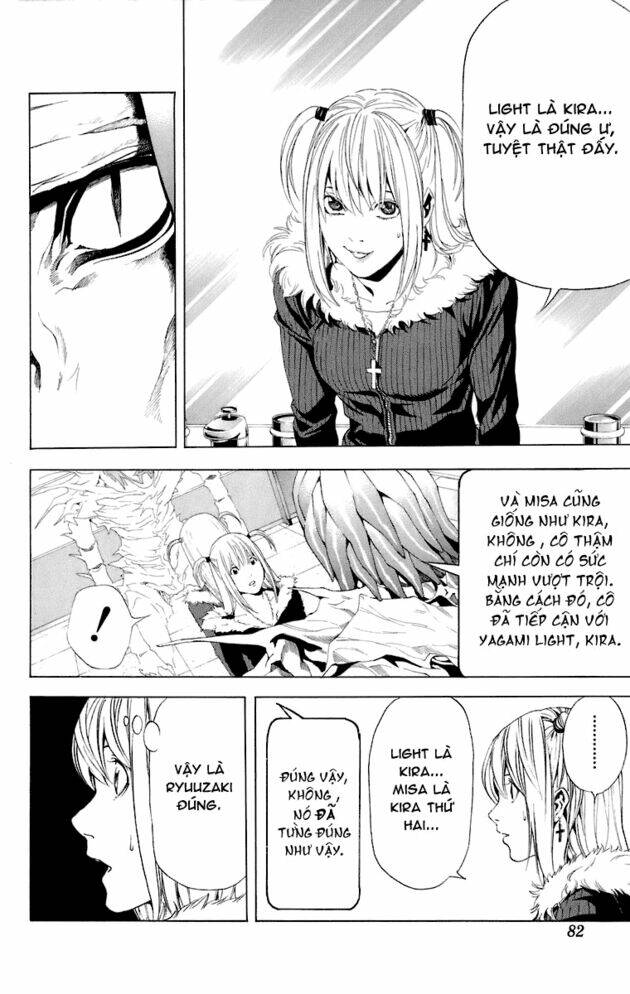 LIGHT LÀ KIRA...
VẬY LÀ ĐÚNG Ư,
TUYỆT THẬT ĐẤY.
VÀ MISA CŨNG
GIỐNG NHƯ KIRA,
KHÔNG , CÔ THẬM
CHÍ CÒN CÓ SỨC
MẠNH VƯỢT TRỘI.
BẰNG CÁCH ĐÓ, CÔ
ĐÃ TIẾP CẬN VỚI
YAGAMI LIGHT, KIRA.
!
.........
LIGHT LÀ
KIRA...
MISA LÀ
KIRA THỨ
HAI...
ĐÚNG VẬY,
KHÔNG ,
NÓ ĐÃ
TỪNG ĐÚNG
NHƯ VẬY.
VẬY LÀ
RYUUZAKI
ĐÚNG.
82